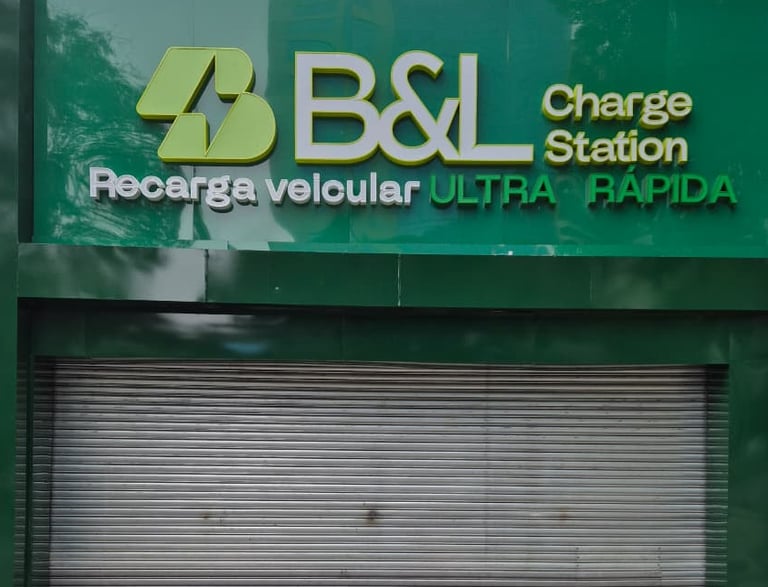 B&L Charge
Station
Recarga veicular ULTRA RÁPIDA